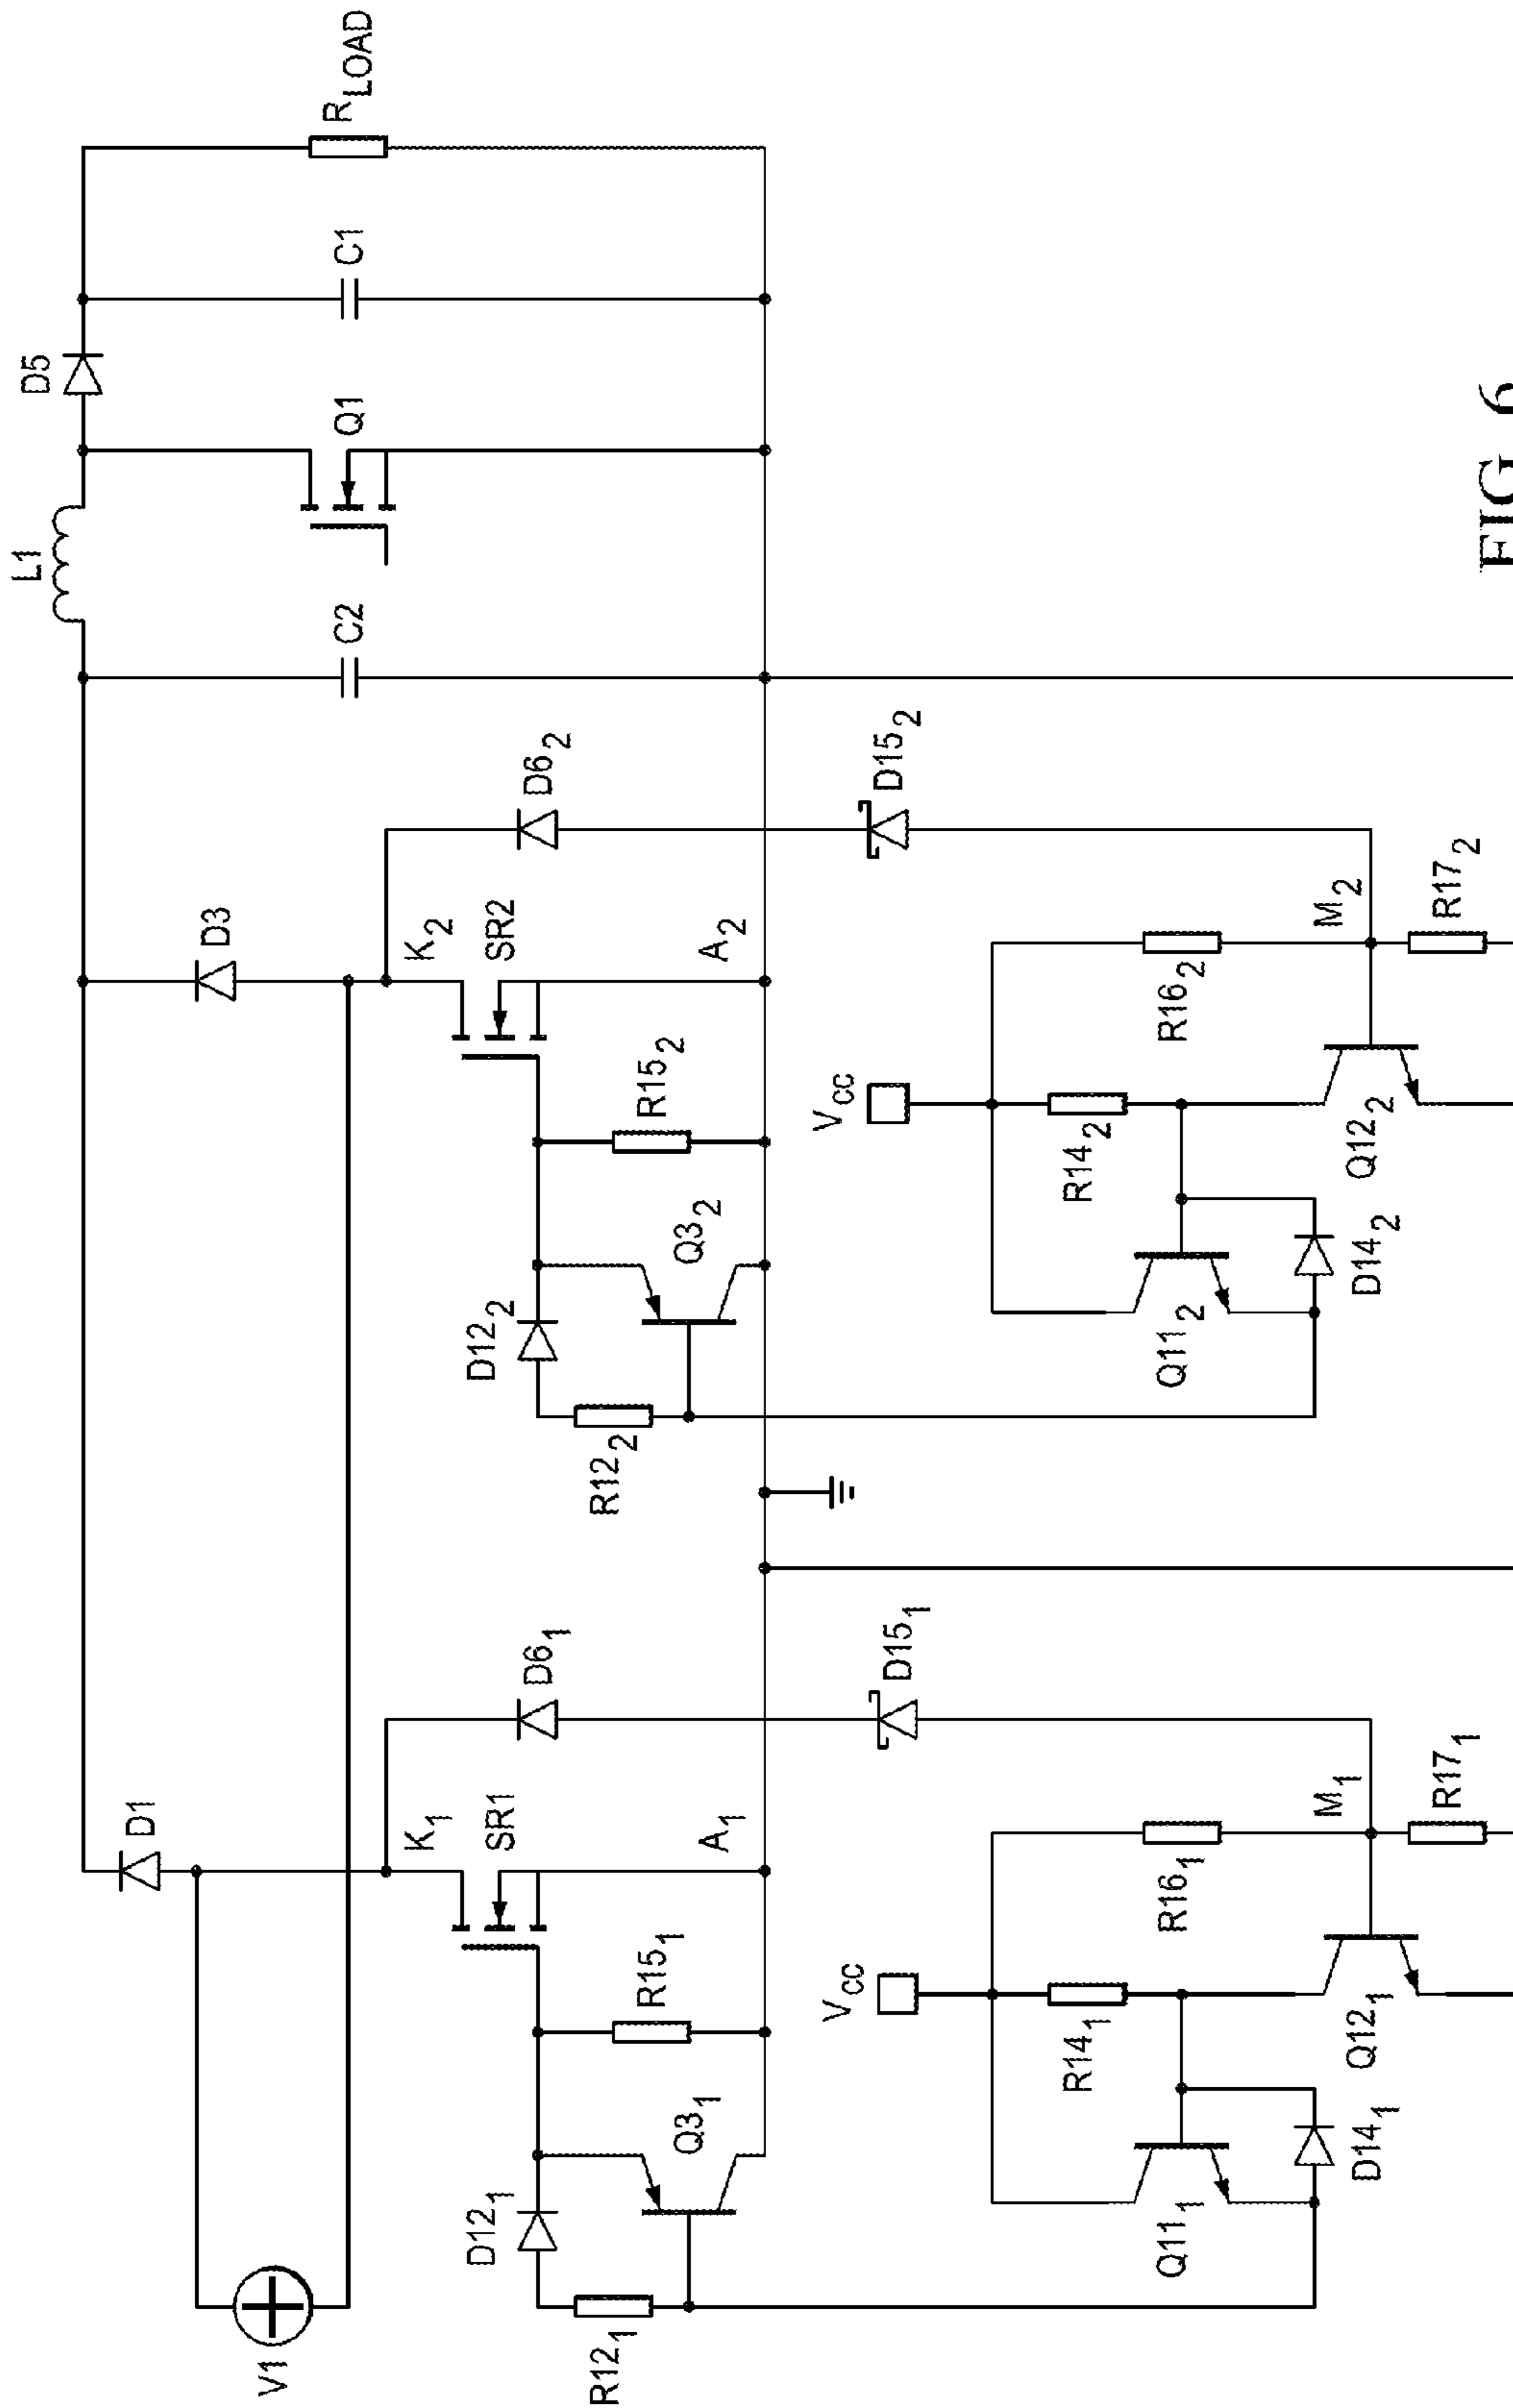 L1
D5
R LOAD
C1
Q1
C2
D1
D3
V1
K1
SR1
A1
D61
K2
SR2
A2
D62
D121
R121
Q31
R151
D122
R122
Q32
R152
D151
D152
Vcc
R141
R161
M1
Q111
D141
Q121
R171
Vcc
R142
R162
M2
Q112
D142
Q122
R172
FIG. 6